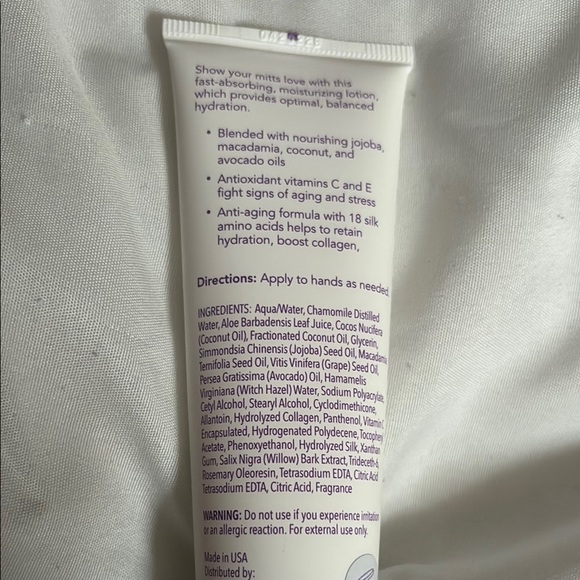 Show your mitts love with this
fast-absorbing, moisturizing lotion,
which provides optimal, balanced
hydration.
• Blended with nourishing jojoba,
macadamia, coconut, and
avocado oils
• Antioxidant vitamins C and E
fight signs of aging and stress
• Anti-aging formula with 18 silk
amino acids helps to retain
hydration, boost collagen,
Directions: Apply to hands as needed
INGREDIENTS: Aqua/Water, Chamomile Distilled
Water, Aloe Barbadensis Leaf Juice, Cocos Nucifera
(Coconut Oil), Fractionated Coconut Oil, Glycerin,
Simmondsia Chinensis (Jojoba) Seed Oil, Macadamia
Ternifolia Seed Oil, Vitis Vinifera (Grape) Seed Oil,
Persea Gratissima (Avocado) Oil, Hamamelis
Virginiana (Witch Hazel) Water, Sodium Polyacrylate,
Cetyl Alcohol, Stearyl Alcohol, Cyclodimethicone,
Allantoin, Hydrolyzed Collagen, Panthenol, Vitamin C
Encapsulated, Hydrogenated Polydecene, Tocopheryl
Acetate, Phenoxyethanol, Hydrolyzed Silk, Xanthan
Gum, Salix Nigra (Willow) Bark Extract, Trideceth-6,
Rosemary Oleoresin, Tetrasodium EDTA, Citric Acid
Tetrasodium EDTA, Citric Acid, Fragrance
WARNING: Do not use if you experience irritation
or an allergic reaction. For external use only.
Made in USA
Distributed by: